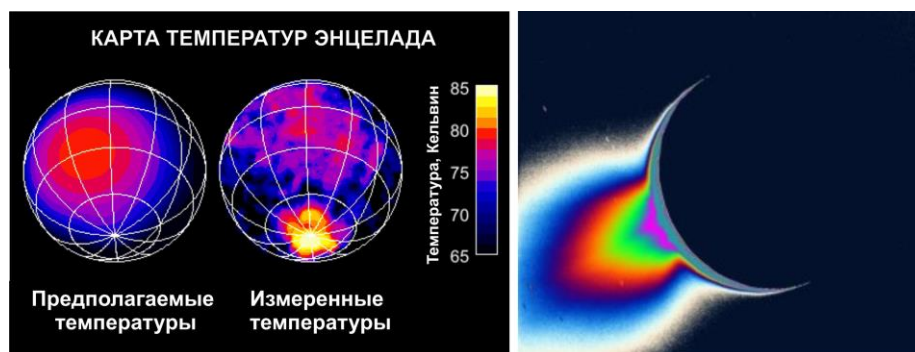 КАРТА ТЕМПЕРАТУР ЭНЦЕЛАДА
85
80
75
70
65
Температура, Кельвин
Предполагаемые
температуры
Измеренные
температуры